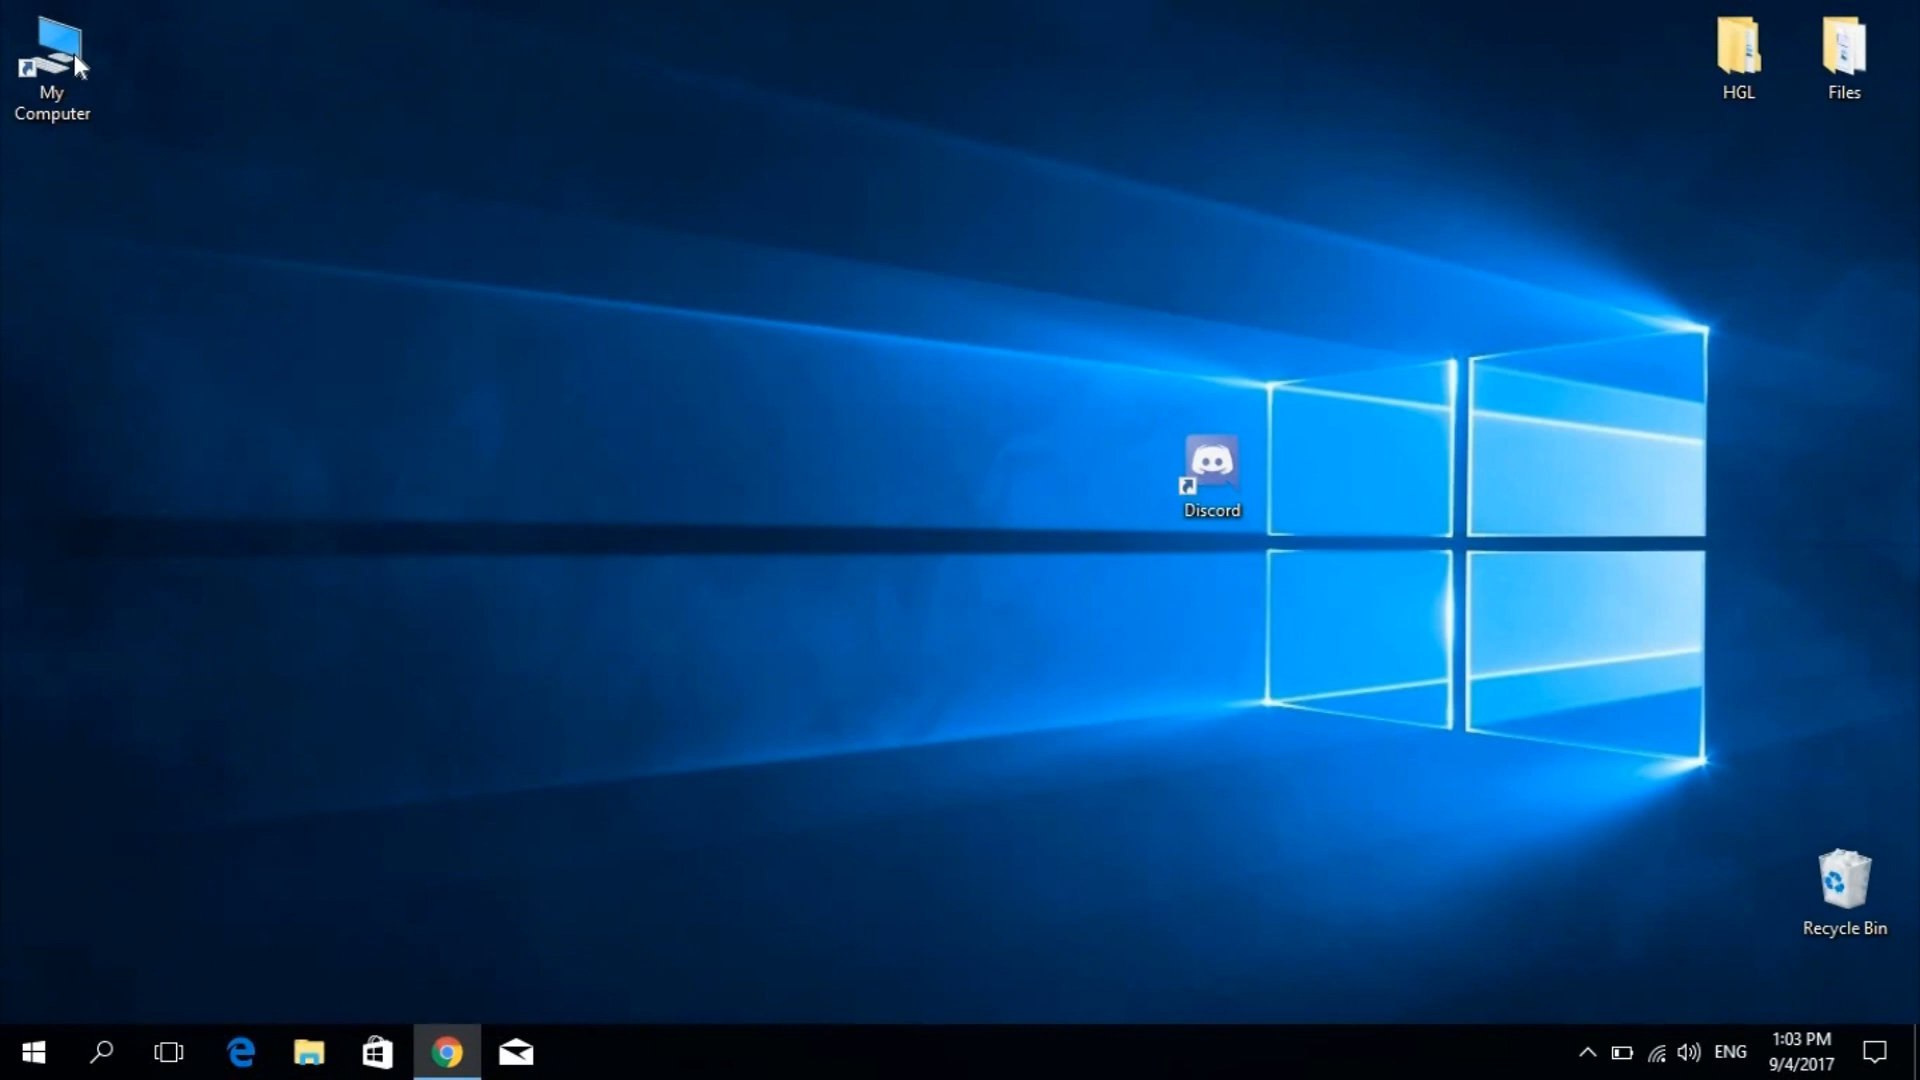 My
Computer
HGL
Files
Discord
Recycle Bin
ENG
1:03 PM
9/4/2017